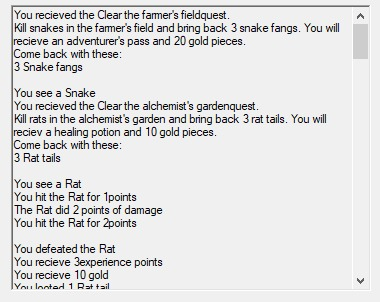 You recieved the Clear the farmer's fieldquest.
Kill snakes in the farmer's field and bring back 3 snake fangs. You will
recieve an adventurer's pass and 20 gold pieces.
Come back with these:
3 Snake fangs
You see a Snake
You recieved the Clear the alchemist's gardenquest.
Kill rats in the alchemist's garden and bring back 3 rat tails. You will
reciev a healing potion and 10 gold pieces.
Come back with these:
3 Rat tails
You see a Rat
You hit the Rat for 1points
The Rat did 2 points of damage
You hit the Rat for 2points
You defeated the Rat
You recieve 3experience points
You recieve 10 gold
You looted 1 Rat tail